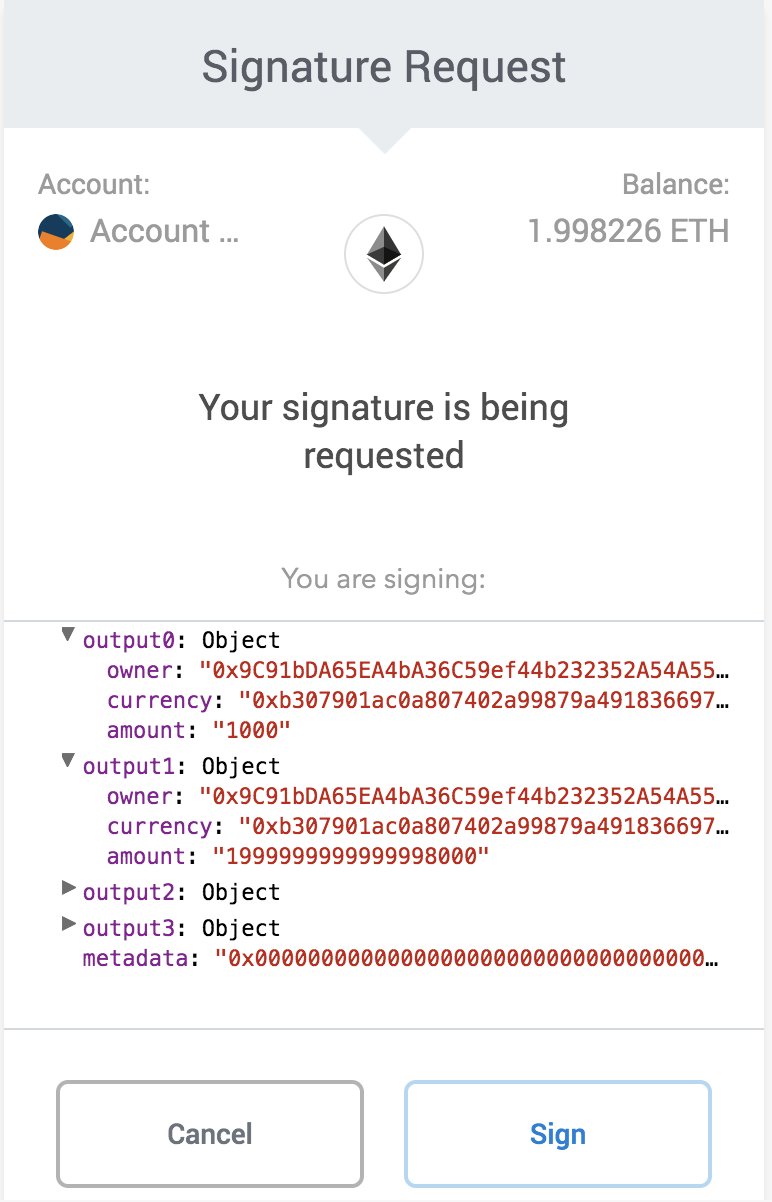 Signature Request
Account:
Balance:
Account ...
1.998226 ETH
Your signature is being
requested
You are signing:
output0: Object
owner: "0x9C91bDA65EA4bA36C59ef44b232352A54A55…
currency: "0xb307901ac0a807402a99879a491836697…
amount: "1000"
output1: Object
owner: "0x9C91bDA65EA4bA36C59ef44b232352A54A55…
currency: "0xb307901ac0a807402a99879a491836697…
amount: "1999999999999998000"
output2: Object
output3: Object
metadata: "0x0000000000000000000000000000000000…
Cancel
Sign